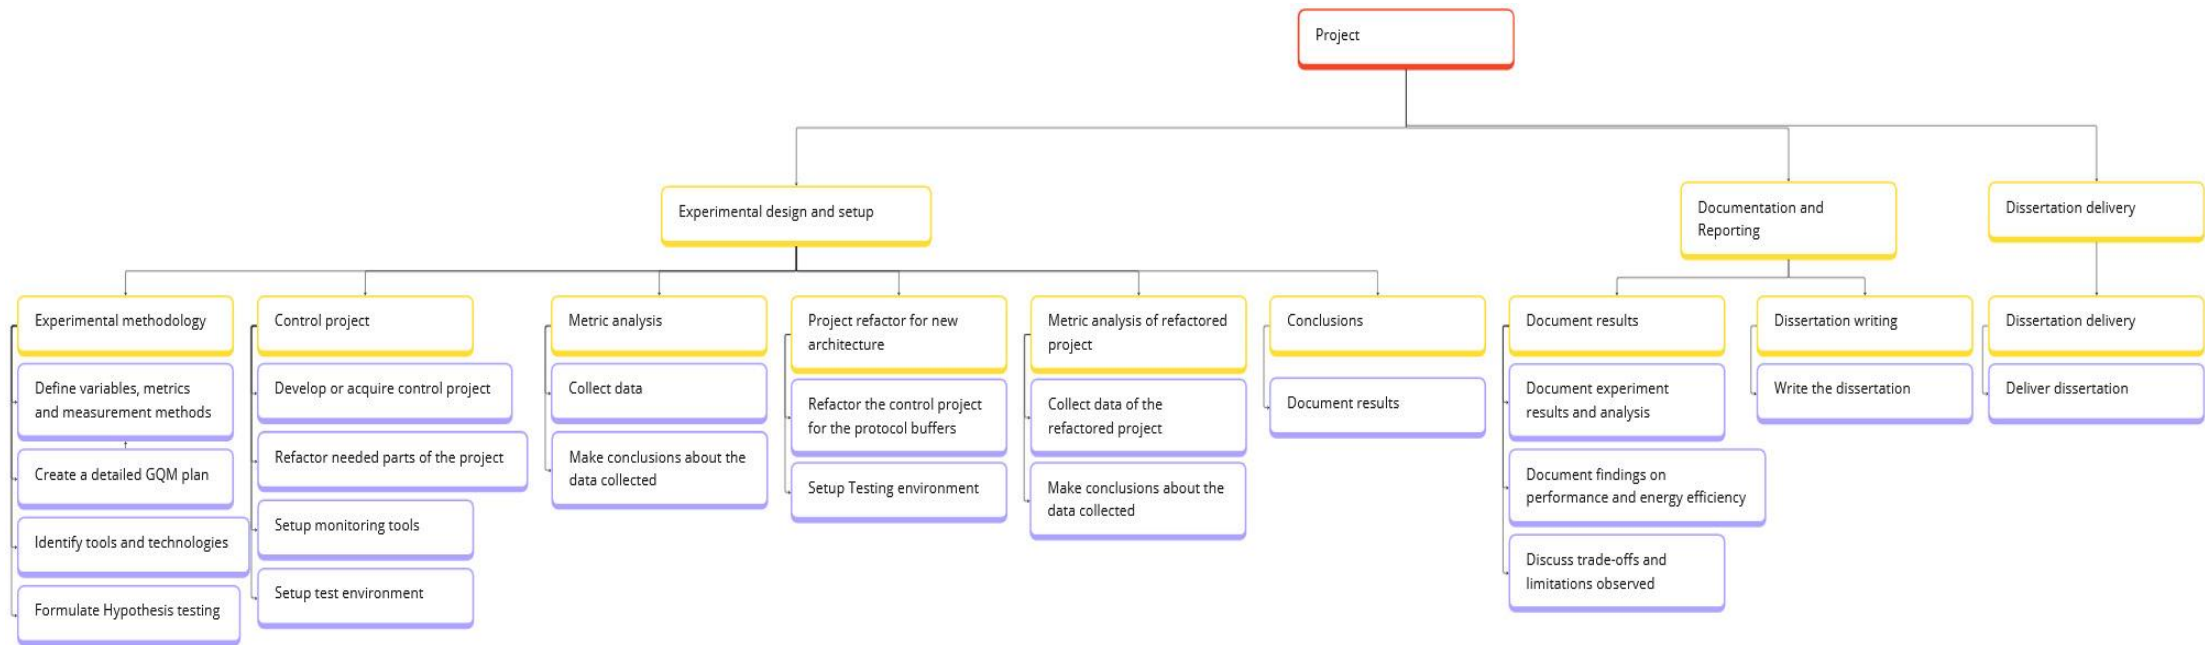 Project
Experimental design and setup
Documentation and
Reporting
Dissertation delivery
Experimental methodology
Define variables, metrics
and measurement methods
Create a detailed GQM plan
Identify tools and technologies
Formulate Hypothesis testing
Control project
Develop or acquire control project
Refactor needed parts of the project
Setup monitoring tools
Setup test environment
Metric analysis
Collect data
Make conclusions about the
data collected
Project refactor for new
architecture
Refactor the control project
for the protocol buffers
Setup Testing environment
Metric analysis of refactored
project
Collect data of the
refactored project
Make conclusions about the
data collected
Conclusions
Document results
Document results
Document experiment
results and analysis
Document findings on
performance and energy efficiency
Discuss trade-offs and
limitations observed
Dissertation writing
Write the dissertation
Dissertation delivery
Deliver dissertation